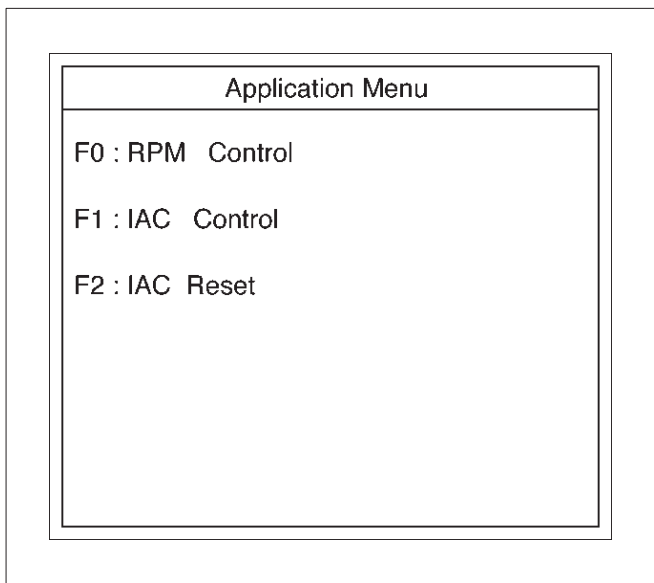 Application Menu
F0 : RPM Control
F1 : IAC Control
F2 : IAC Reset